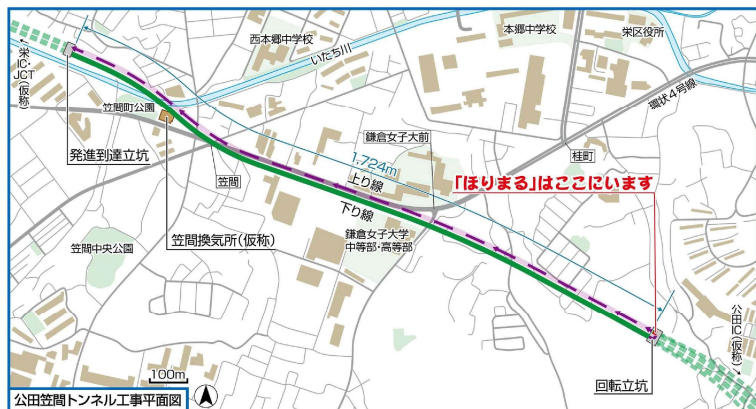 西本郷中学校
いたち川
本郷中学校
栄区役所
環状4号線
栄IC・
JCT(仮称)
笠間町公園
発進到達立坑
笠間
鎌倉女子大前
桂町
1,724m
上り線
下り線
「ほりまる」はここにいます
笠間換気所(仮称)
鎌倉女子大学
中等部・高等部
笠間中央公園
公田IC(仮称)
回転立坑
100m
公田笠間トンネル工事平面図